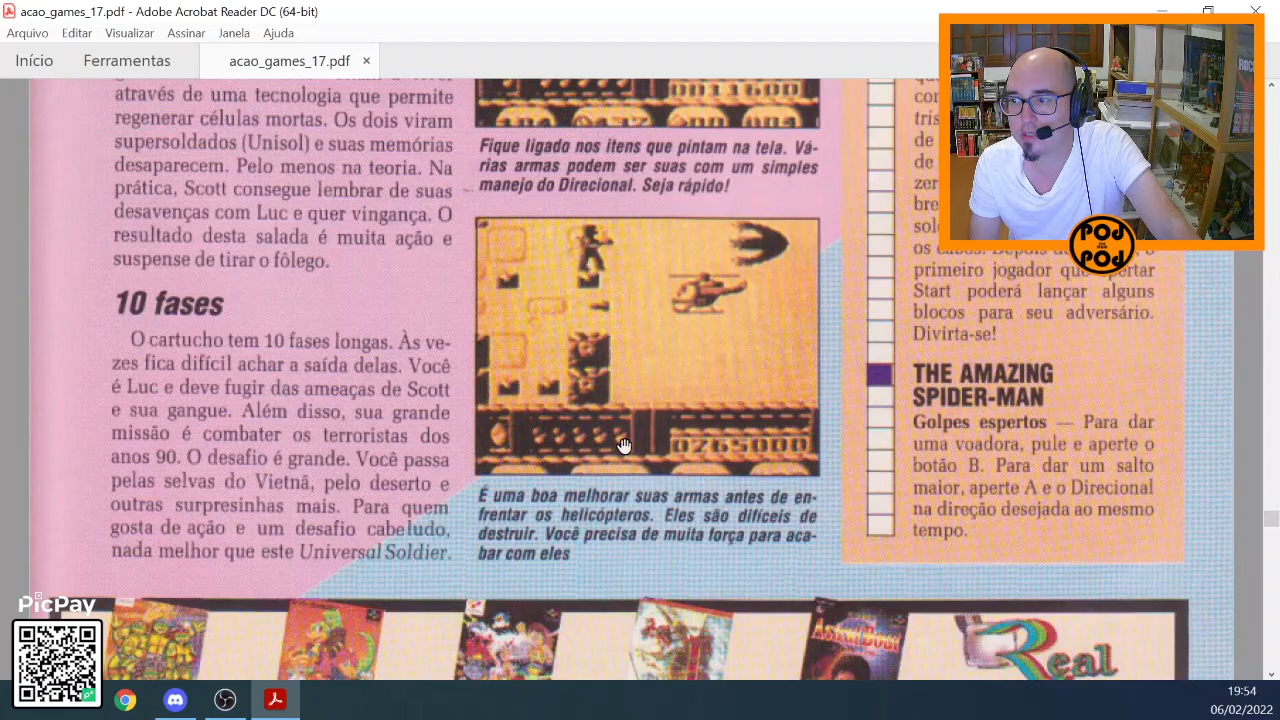 acao_games_17.pdf - Adobe Acrobat Reader DC (64-bit)
Arquivo Editar Visualizar Assinar Janela Ajuda
Início Ferramentas acao_games_17.pdf ×
através de uma tecnologia que permite
regenerar células mortas. Os dois viram
supersoldados (UniSol) e suas memórias
desaparecem. Pelo menos na teoria. Na
prática, Scott consegue lembrar de suas
desavenças com Luc e quer vingança. O
resultado desta salada é muita ação e
suspense de tirar o fôlego.
10 fases
O cartucho tem 10 fases longas. Às ve-
zes fica difícil achar a saída delas. Você
é Luc e deve fugir das ameaças de Scott
e sua gangue. Além disso, sua grande
missão é combater os terroristas dos
anos 90. O desafio é grande. Você passa
pelas selvas do Vietnã, pelo deserto e
outras surpresinhas mais. Para quem
gosta de ação e um desafio cabeludo,
nada melhor que este Universal Soldier.
0011600
Fique ligado nos itens que pintam na tela. Vá-
rias armas podem ser suas com um simples
manejo do Direcional. Seja rápido!
0265000
É uma boa melhorar suas armas antes de en-
frentar os helicópteros. Eles são difíceis de
destruir. Você precisa de muita força para aca-
bar com eles
con
tris
de
de
zer
bre
sol
primeiro jogador que apertar
Start poderá lançar alguns
blocos para seu adversário.
Divirta-se!
THE AMAZING
SPIDER-MAN
Golpes espertos — Para dar
uma voadora, pule e aperte o
botão B. Para dar um salto
maior, aperte A e o Direcional
na direção desejada ao mesmo
tempo.
POD
ou não
POD
PicPay
Real
19:54
06/02/2022